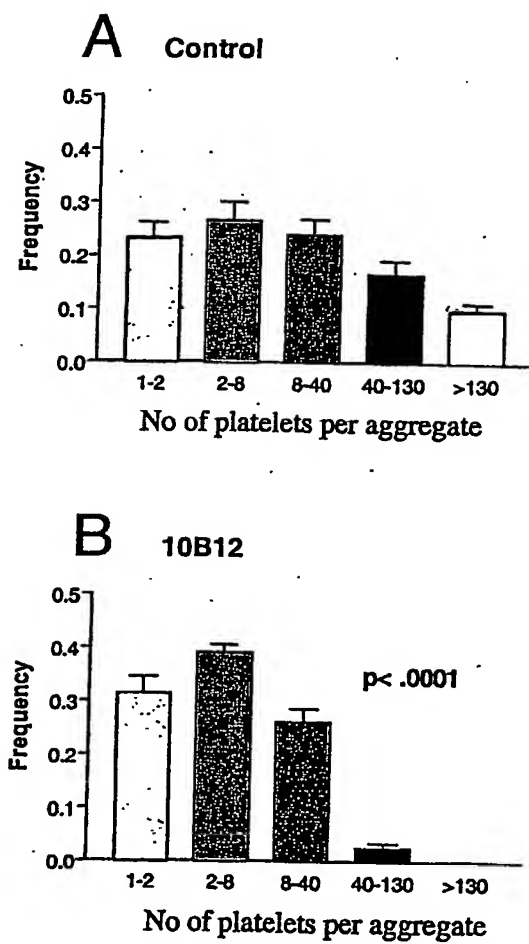 A Control
0.5
0.4
0.3
0.2
0.1
0.0
Frequency
1-2 2-8 8-40 40-130 >130
No of platelets per aggregate
B 10B12
0.5
0.4
0.3
0.2
0.1
0.0
Frequency
p< .0001
1-2 2-8 8-40 40-130 >130
No of platelets per aggregate